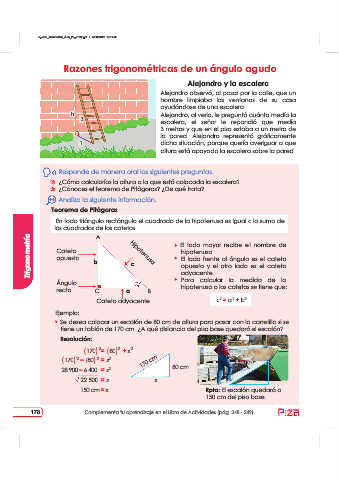 Razones trigonométricas de un ángulo agudo
Alejandro y la escalera
Alejandro observó, al pasar por la calle, que un
hombre limpiaba las ventanas de su casa
ayudándose de una escalera
Alejandro, al verla, le preguntó cuánto medía la
escalera, el señor le respondió que medía
3 metros y que en el piso estaba a un metro de
la pared. Alejandro representó gráficamente
dicha situación, porque quería averiguar a que
altura está apoyada la escalera sobre la pared.
h
3
1
Responde de manera oral las siguientes preguntas.
¿Cómo calcularías la altura a la que está colocada la escalera?
¿Conoces el teorema de Pitágoras? ¿De qué trata?
Analiza la siguiente información.
Teorema de Pitágoras
En todo triángulo rectángulo el cuadrado de la hipotenusa es igual a la suma de
los cuadrados de los catetos.
A
Hipotenusa
Cateto
opuesto
b
c
Ángulo
recto
C
a
B
Cateto adyacente
El lado mayor recibe el nombre de
hipotenusa
El lado frente al ángulo es el cateto
opuesto y el otro lado es el cateto
adyacente.
Para calcular la medida de la
hipotenusa o los catetos se tiene que:
c² = a² + b²
Ejemplo:
Se desea colocar un escalón de 80 cm de altura para pasar con la camilla si se
tiene un tablón de 170 cm. ¿A qué distancia del piso base quedará el escalón?
Resolución:
(170)² = (80)² + x²
(170)² − (80)² = x²
28 900 − 6 400 = x²
√22 500 = x
150 cm = x
170 cm
80 cm
x
Rpta: El escalón quedará a
150 cm del piso base.
Trigonometría
178
Complementa tu aprendizaje en el Libro de Actividades (pág. 248 - 249).